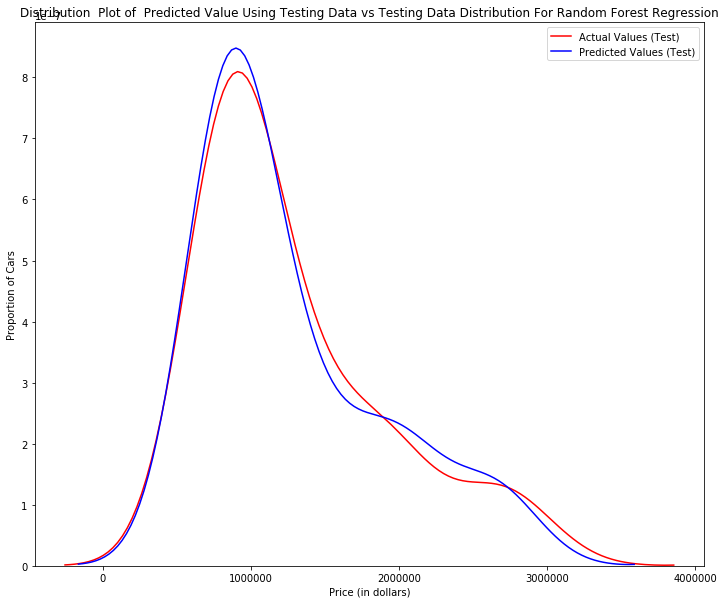 Distribution  Plot of  Predicted Value Using Testing Data vs Testing Data Distribution For Random Forest Regression
1e-7
Actual Values (Test)
Predicted Values (Test)
8
7
6
5
4
3
2
1
0
Proportion of Cars
0 1000000 2000000 3000000 4000000
Price (in dollars)